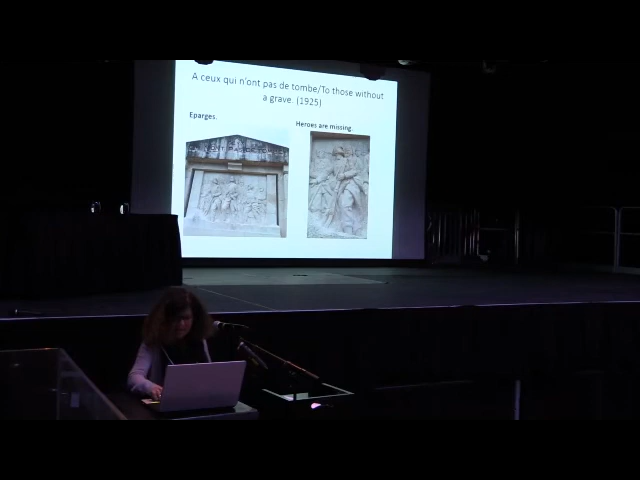 A ceux qui n'ont pas de tombe/To those without
a grave. (1925)
Eparges.
Heroes are missing.